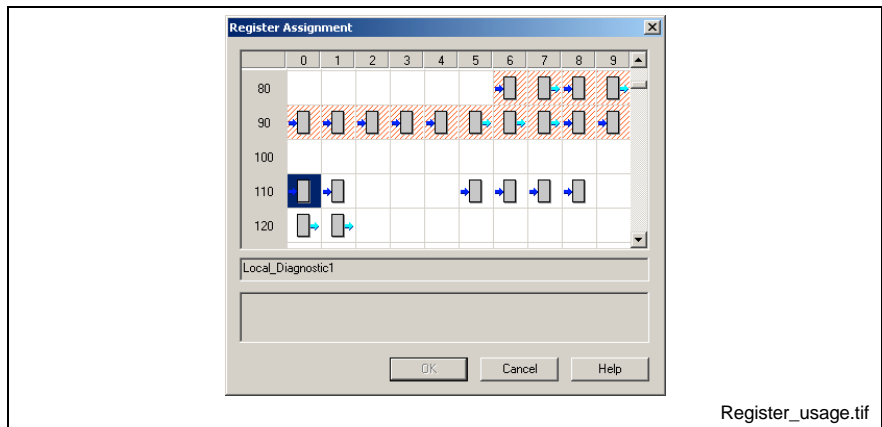 Register Assignment
0 1 2 3 4 5 6 7 8 9
80
90
100
110
120
Local_Diagnostic1
OK Cancel Help
Register_usage.tif